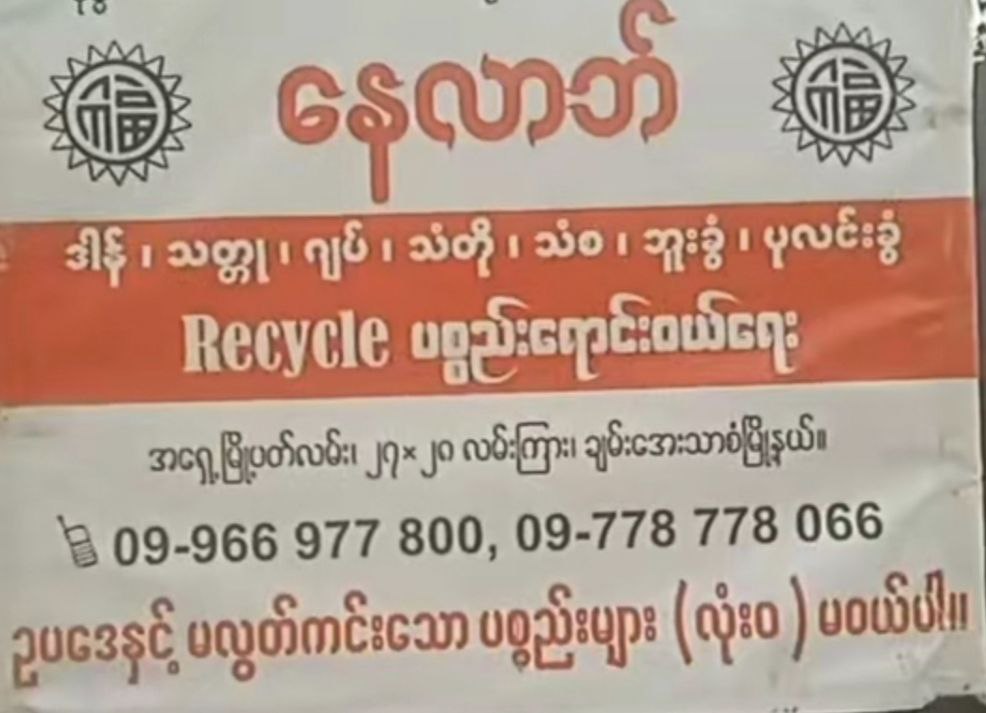 နေလာဘ်
ဒါန် ၊ သတ္တု ၊ ဂျပ် ၊ သံတို ၊ သံစ ၊ ဘူးခွံ ၊ ပုလင်းခွံ
Recycle ပစ္စည်းရောင်းဝယ်ရေး
အရှေ့မြို့ပတ်လမ်း၊ ၂၇×၂၈ လမ်းကြား၊ ချမ်းအေးသာစံမြို့နယ်။
09-966 977 800, 09-778 778 066
ဥပဒေနှင့် မလွတ်ကင်းသော ပစ္စည်းများ (လုံးဝ) မဝယ်ပါ။